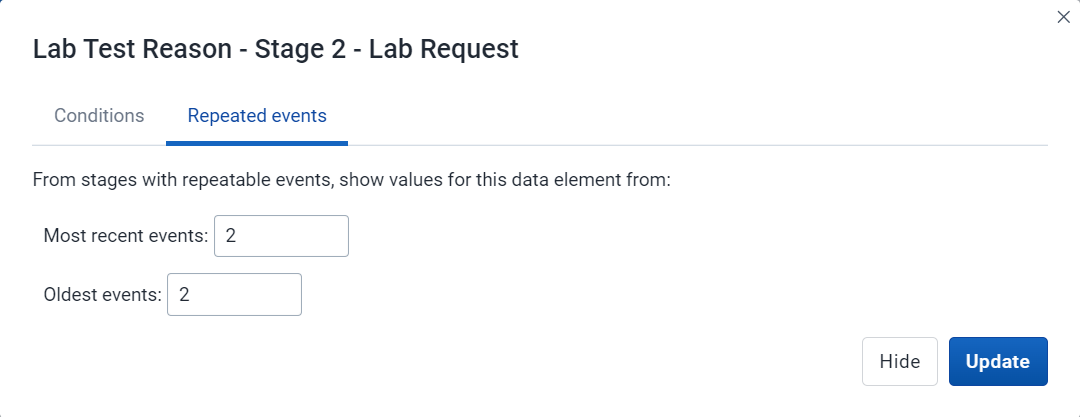 Lab Test Reason - Stage 2 - Lab Request
Conditions Repeated events
From stages with repeatable events, show values for this data element from:
Most recent events: 2
Oldest events: 2
Hide Update